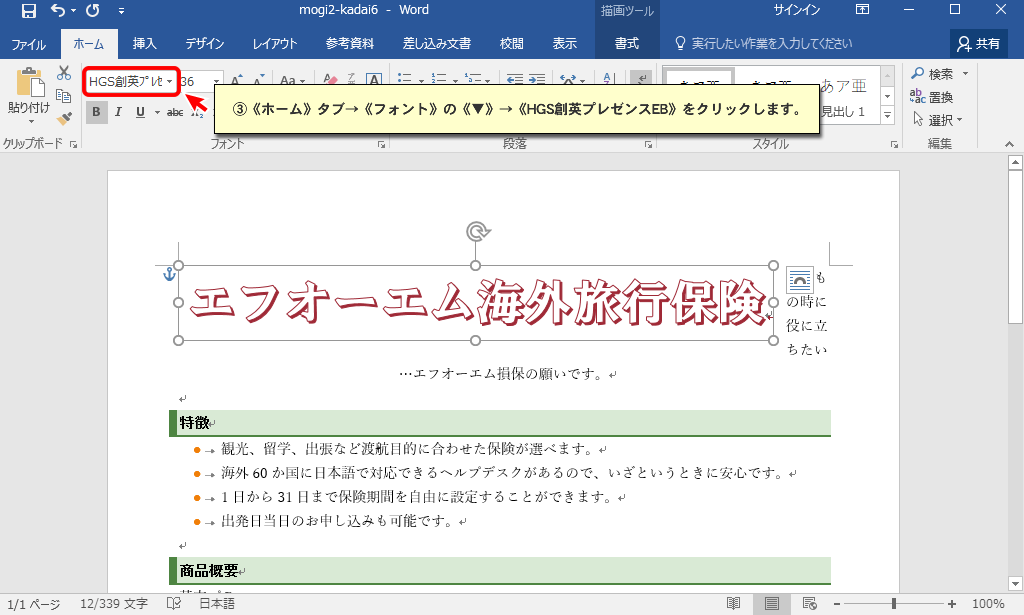 mogi2-kadai6 - Word
描画ツール
サインイン
ファイル ホーム 挿入 デザイン レイアウト 参考資料 差し込み文書 校閲 表示 書式 実行したい作業を入力してください 共有
貼り付け
HGS創英ﾌﾟﾚｾ 36
B I U abc
③《ホーム》タブ→《フォント》の《▼》→《HGS創英プレゼンスEB》をクリックします。
あア亜
見出し 1
検索
置換
選択
クリップボード フォント 段落 スタイル 編集
エフオーエム海外旅行保険
も
の時に
役に立
ちたい
…エフオーエム損保の願いです。
特徴
観光、留学、出張など渡航目的に合わせた保険が選べます。
海外 60 か国に日本語で対応できるヘルプデスクがあるので、いざというときに安心です。
1 日から 31 日まで保険期間を自由に設定することができます。
出発日当日のお申し込みも可能です。
商品概要
1/1 ページ 12/339 文字 日本語 100%